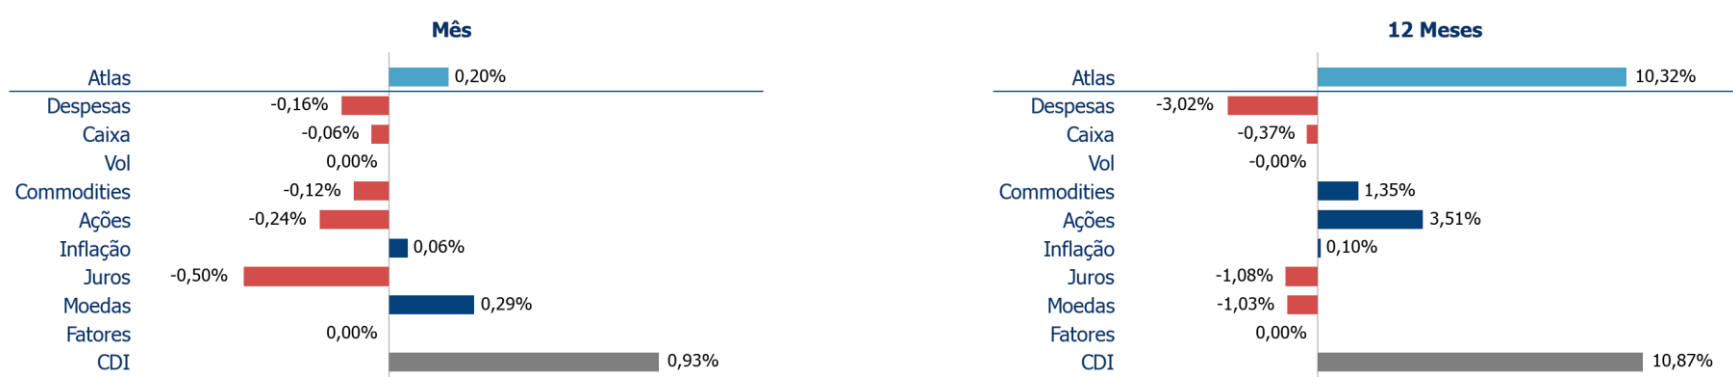 Mês
Atlas 0,20%
Despesas -0,16%
Caixa -0,06%
Vol 0,00%
Commodities -0,12%
Ações -0,24%
Inflação 0,06%
Juros -0,50%
Moedas 0,29%
Fatores 0,00%
CDI 0,93%
12 Meses
Atlas 10,32%
Despesas -3,02%
Caixa -0,37%
Vol -0,00%
Commodities 1,35%
Ações 3,51%
Inflação 0,10%
Juros -1,08%
Moedas -1,03%
Fatores 0,00%
CDI 10,87%